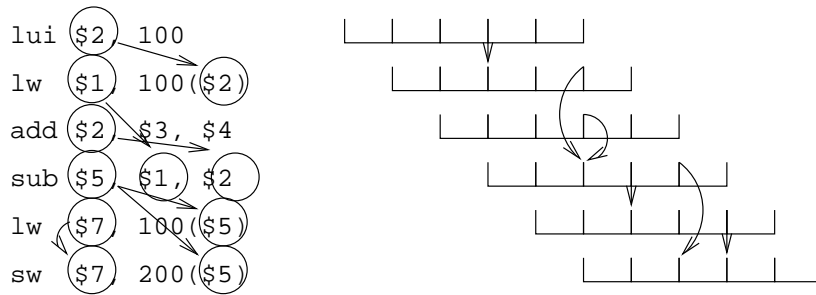 lui $2, 100
lw $1, 100($2)
add $2, $3, $4
sub $5, $1, $2
lw $7, 100($5)
sw $7, 200($5)